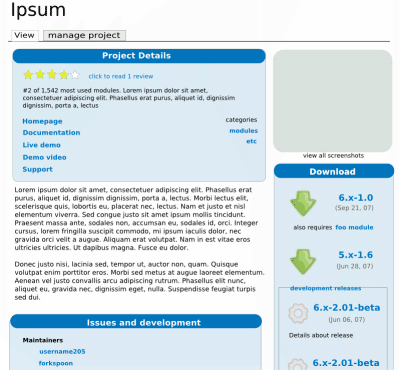 Ipsum
View
manage project
Project Details
click to read 1 review
#2 of 1,542 most used modules. Lorem ipsum dolor sit amet,
consectetuer adipiscing elit. Phasellus erat purus, aliquet id, dignissim
dignissim, porta a, lectus
Homepage
Documentation
Live demo
Demo video
Support
categories
modules
etc
Lorem ipsum dolor sit amet, consectetuer adipiscing elit. Phasellus erat
purus, aliquet id, dignissim dignissim, porta a, lectus. Morbi lectus elit,
scelerisque quis, lobortis eu, placerat nec, lectus. Nam et justo et nisl
elementum viverra. Sed congue justo sit amet ipsum mollis tincidunt.
Praesent massa ante, sodales non, accumsan eu, sodales id, orci. Integer
cursus, lorem fringilla suscipit commodo, mi ipsum iaculis dolor, nec
gravida orci velit a augue. Aliquam erat volutpat. Nam in est vitae eros
ultricies ultricies. Ut dapibus magna. Fusce eu dolor.
Donec justo nisi, lacinia sed, tempor ut, auctor non, quam. Quisque
volutpat enim porttitor eros. Morbi sed metus at augue laoreet elementum.
Aenean vel justo convallis arcu adipiscing rutrum. Phasellus elit nunc,
aliquet eu, gravida nec, dignissim eget, nulla. Suspendisse feugiat turpis
sed dui.
Issues and development
Maintainers
username205
forkspoon
view all screenshots
Download
6.x-1.0
(Sep 21, 07)
also requires foo module
5.x-1.6
(Jun 28, 07)
development releases
6.x-2.01-beta
(Jun 06, 07)
Details about release
6.x-2.01-beta